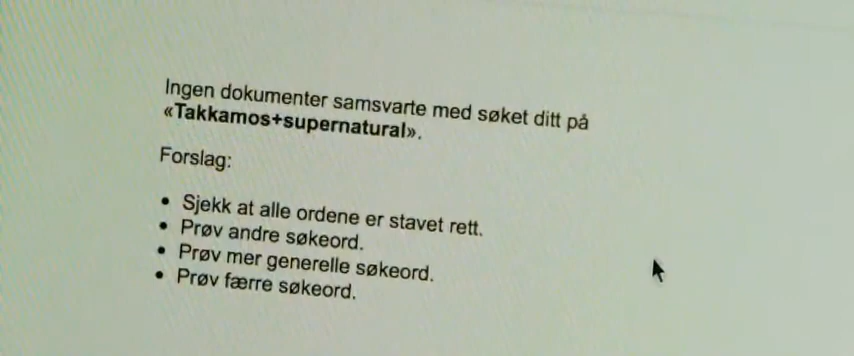 Ingen dokumenter samsvarte med søket ditt på
«Takkamos+supernatural».
Forslag:
• Sjekk at alle ordene er stavet rett.
• Prøv andre søkeord.
• Prøv mer generelle søkeord.
• Prøv færre søkeord.